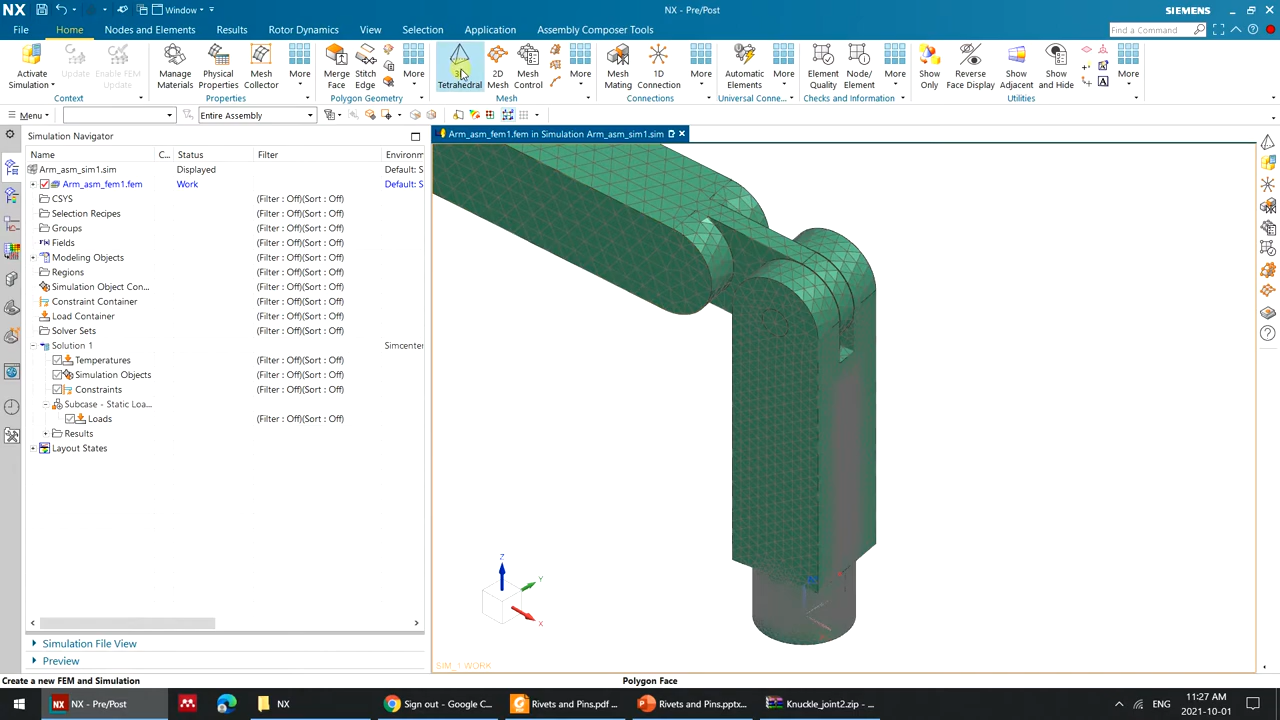 NX
Window
NX - Pre/Post
SIEMENS
File
Home
Nodes and Elements
Results
Rotor Dynamics
View
Selection
Application
Assembly Composer Tools
Find a Command
Activate Simulation
Update
Enable FEM Update
Context
Manage Materials
Physical Properties
Mesh Collector
More
Properties
Merge Face
Stitch Edge
More
Polygon Geometry
3D Tetrahedral
2D Mesh
Mesh Control
More
Mesh
Mesh Mating
1D Connection
More
Connections
Automatic Elements
More
Universal Conne...
Element Quality
Node/ Element
More
Checks and Information
Show Only
Reverse Face Display
Show Adjacent
Show and Hide
More
Utilities
Menu
Entire Assembly
Simulation Navigator
Arm_asm_fem1.fem in Simulation Arm_asm_sim1.sim
Name C... Status Filter Environm
Arm_asm_sim1.sim Displayed Default: S
Arm_asm_fem1.fem Work Default: S
CSYS (Filter : Off)(Sort : Off)
Selection Recipes (Filter : Off)(Sort : Off)
Groups (Filter : Off)(Sort : Off)
Fields (Filter : Off)(Sort : Off)
Modeling Objects (Filter : Off)(Sort : Off)
Regions (Filter : Off)(Sort : Off)
Simulation Object Con... (Filter : Off)(Sort : Off)
Constraint Container (Filter : Off)(Sort : Off)
Load Container (Filter : Off)(Sort : Off)
Solver Sets (Filter : Off)(Sort : Off)
Solution 1 Simcenter
Temperatures (Filter : Off)(Sort : Off)
Simulation Objects (Filter : Off)(Sort : Off)
Constraints (Filter : Off)(Sort : Off)
Subcase - Static Loa... (Filter : Off)(Sort : Off)
Loads (Filter : Off)(Sort : Off)
Results (Filter : Off)(Sort : Off)
Layout States (Filter : Off)(Sort : Off)
Z
Y
X
Simulation File View
Preview
SIM_1 WORK
Create a new FEM and Simulation
Polygon Face
NX - Pre/Post
NX
Sign out - Google C...
Rivets and Pins.pdf ...
Rivets and Pins.pptx...
Knuckle_joint2.zip - ...
ENG
11:27 AM
2021-10-01